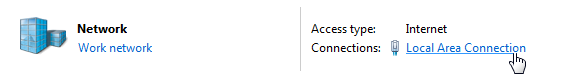 Network
Work network
Access type: Internet
Connections: Local Area Connection